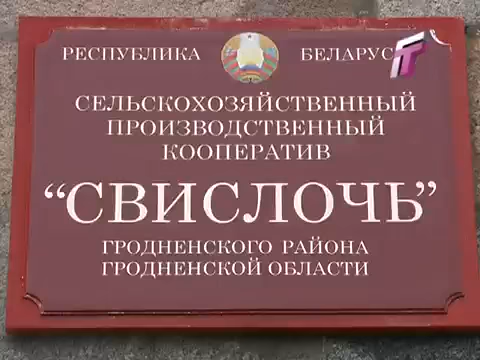 РЕСПУБЛИКА БЕЛАРУСЬ
СЕЛЬСКОХОЗЯЙСТВЕННЫЙ
ПРОИЗВОДСТВЕННЫЙ
КООПЕРАТИВ
“СВИСЛОЧЬ”
ГРОДНЕНСКОГО РАЙОНА
ГРОДНЕНСКОЙ ОБЛАСТИ